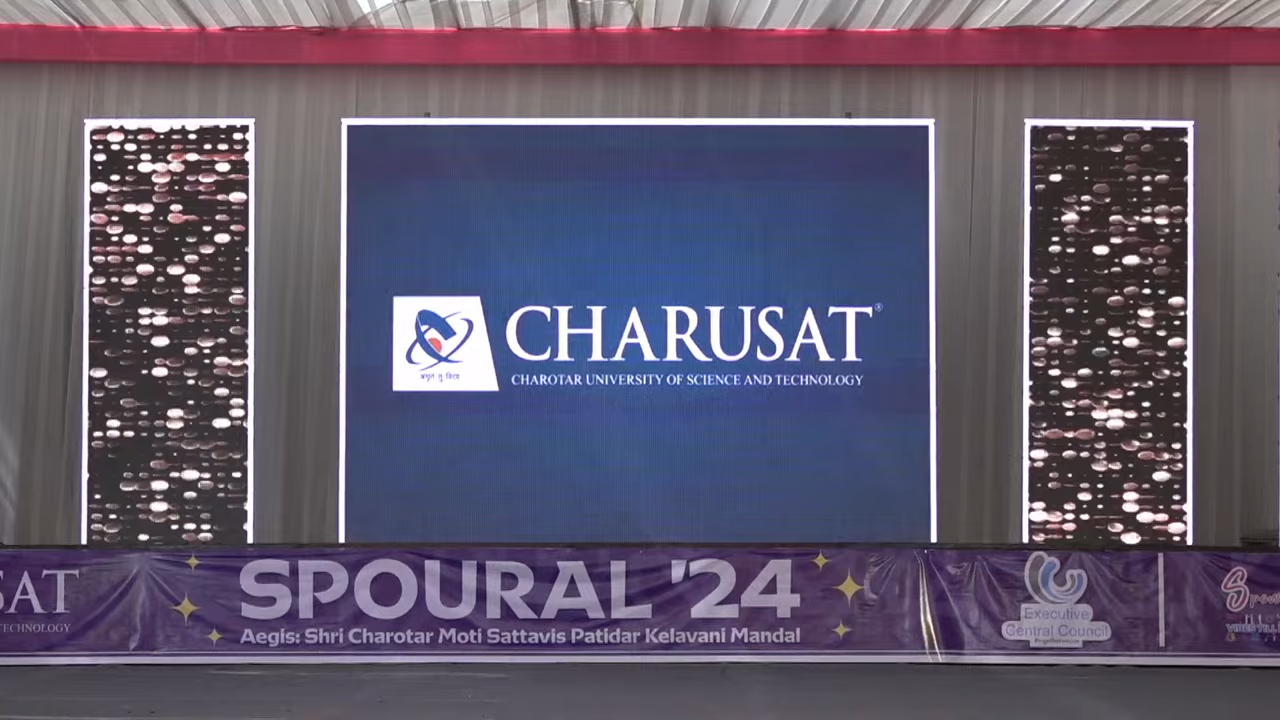 CHARUSAT®
CHAROTAR UNIVERSITY OF SCIENCE AND TECHNOLOGY
SAT
TECHNOLOGY
SPOURAL '24
Aegis: Shri Charotar Moti Sattavis Patidar Kelavani Mandal
Executive
Central Council